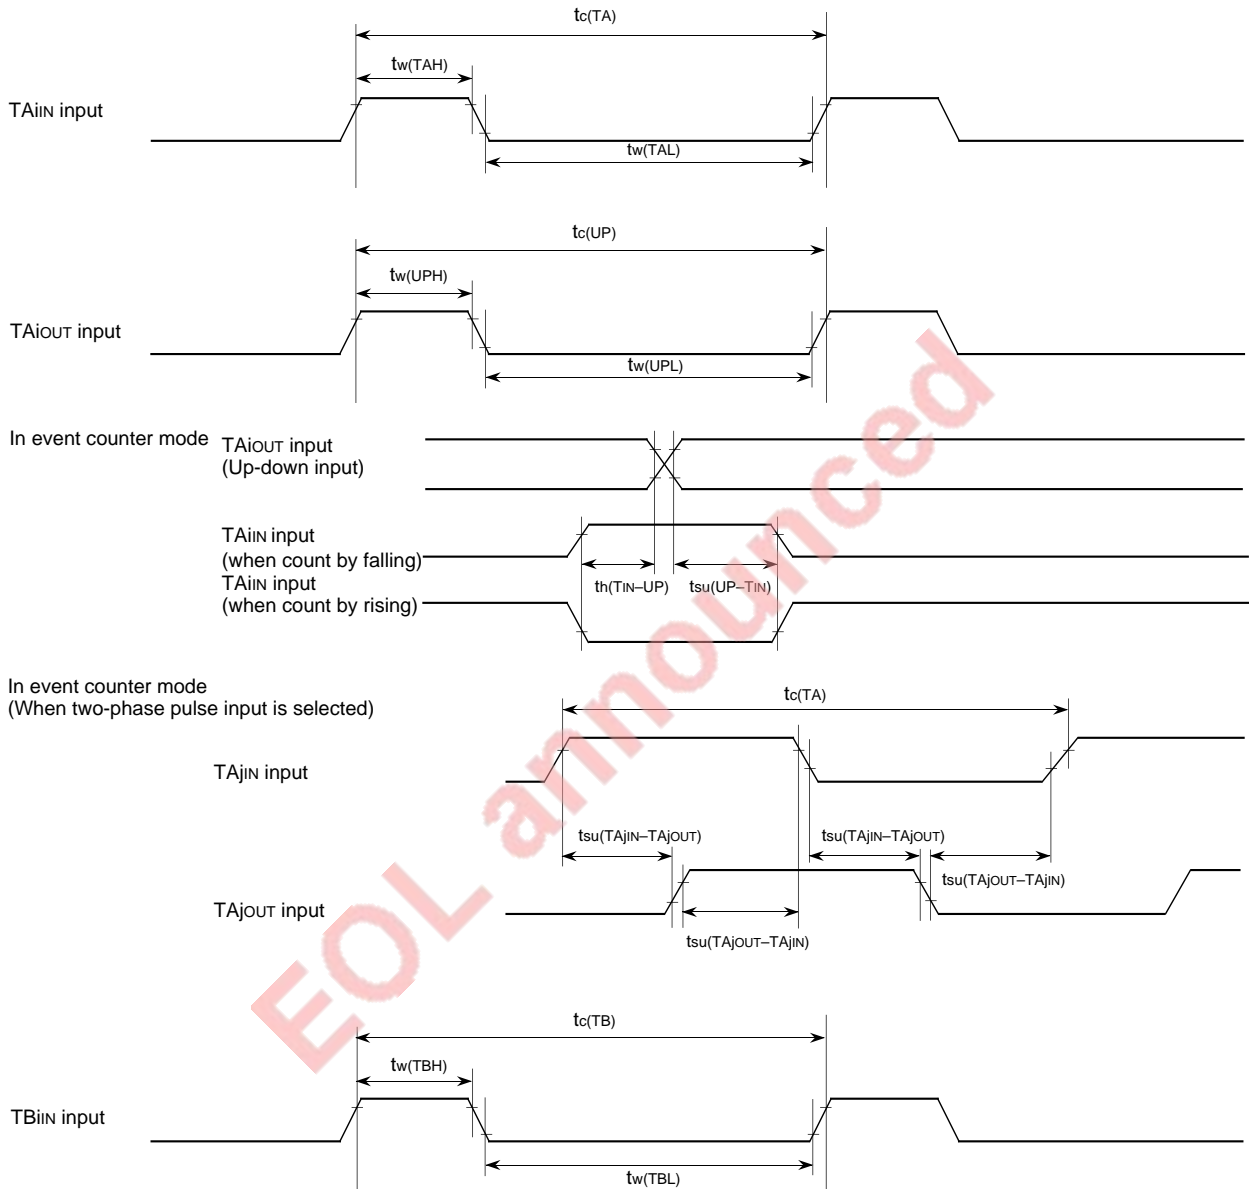 tc(TA)
tw(TAH)
TAiIN input
tw(TAL)
tc(UP)
tw(UPH)
TAiOUT input
tw(UPL)
In event counter mode
TAiOUT input
(Up-down input)
TAiIN input
(when count by falling)
th(TIN–UP)
tsu(UP–TIN)
TAiIN input
(when count by rising)
In event counter mode
(When two-phase pulse input is selected)
tc(TA)
TAjIN input
tsu(TAjIN–TAjOUT)
tsu(TAjIN–TAjOUT)
tsu(TAjOUT–TAjIN)
TAjOUT input
tsu(TAjOUT–TAjIN)
tc(TB)
tw(TBH)
TBiIN input
tw(TBL)
EOL announced